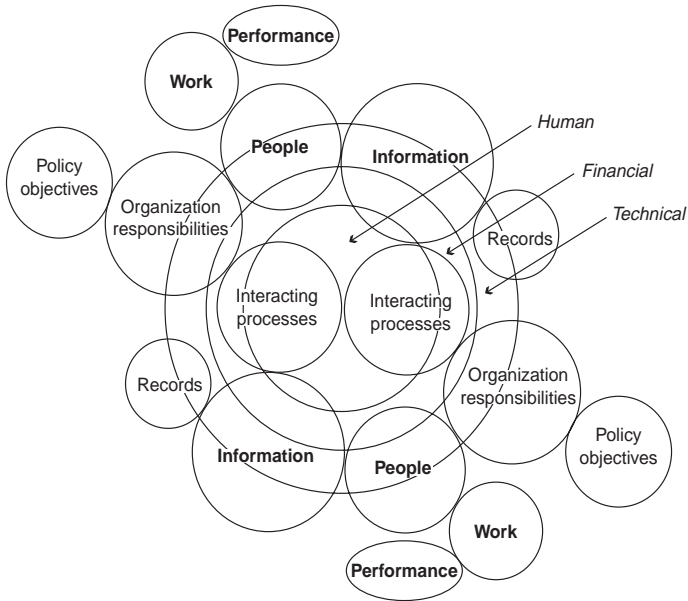 Performance
Work
Human
People
Information
Policy
objectives
Financial
Organization
responsibilities
Technical
Records
Interacting
processes
Interacting
processes
Records
Organization
responsibilities
Information
People
Policy
objectives
Work
Performance